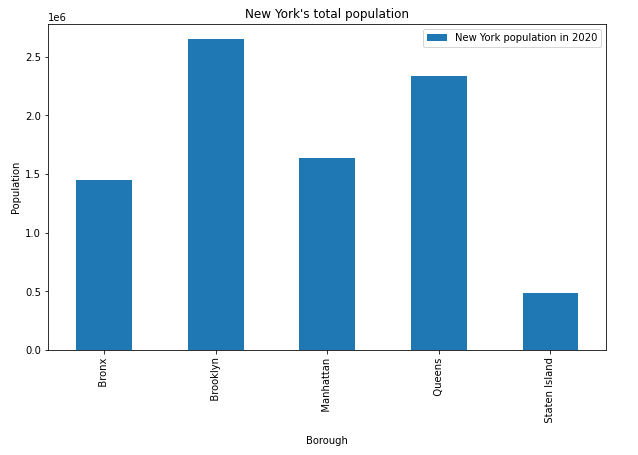 New York's total population
1e6
New York population in 2020
2.5
2.0
1.5
1.0
0.5
0.0
Population
Bronx
Brooklyn
Manhattan
Queens
Staten Island
Borough